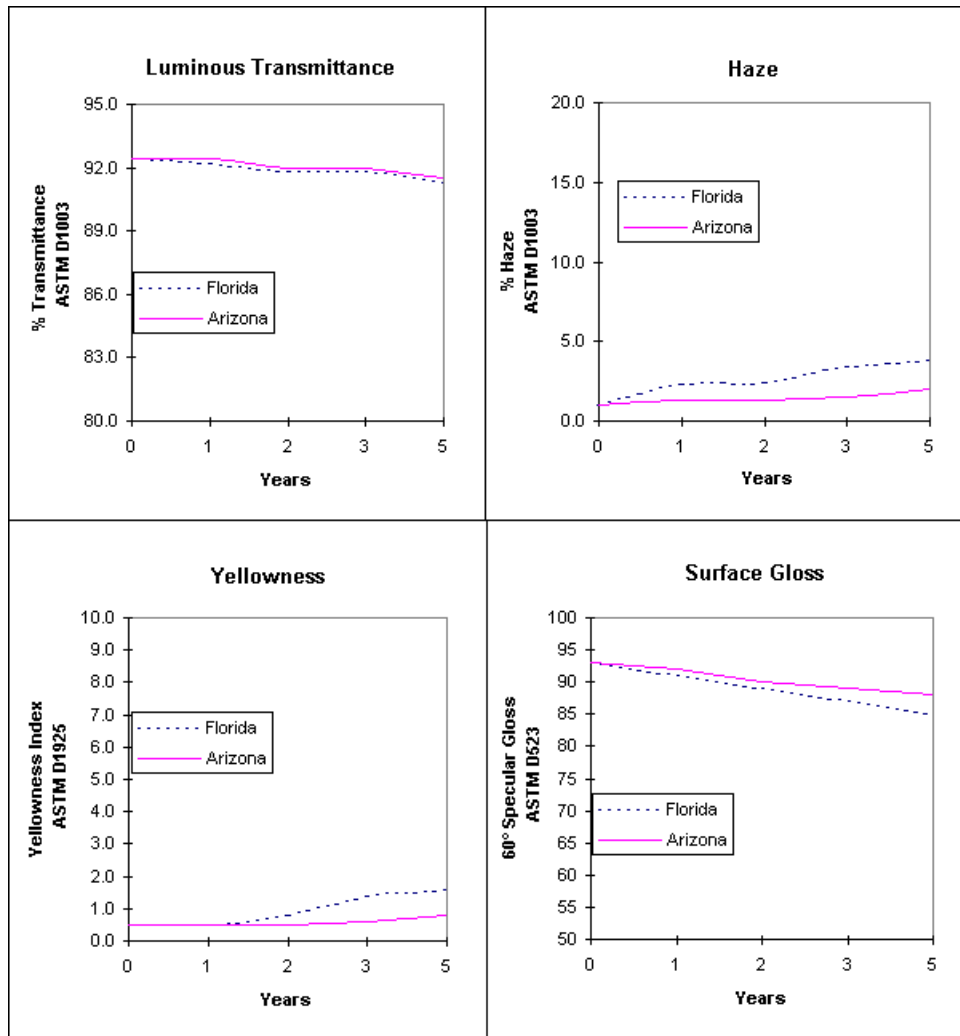 Luminous Transmittance
95.0
92.0
89.0
86.0
83.0
80.0
% Transmittance
ASTM D1003
Florida
Arizona
0 1 2 3 5
Years
Haze
20.0
15.0
10.0
5.0
0.0
% Haze
ASTM D1003
Florida
Arizona
0 1 2 3 5
Years
Yellowness
10.0
9.0
8.0
7.0
6.0
5.0
4.0
3.0
2.0
1.0
0.0
Yellowness Index
ASTM D1925
Florida
Arizona
0 1 2 3 5
Years
Surface Gloss
100
95
90
85
80
75
70
65
60
55
50
60° Specular Gloss
ASTM D523
Florida
Arizona
0 1 2 3 5
Years